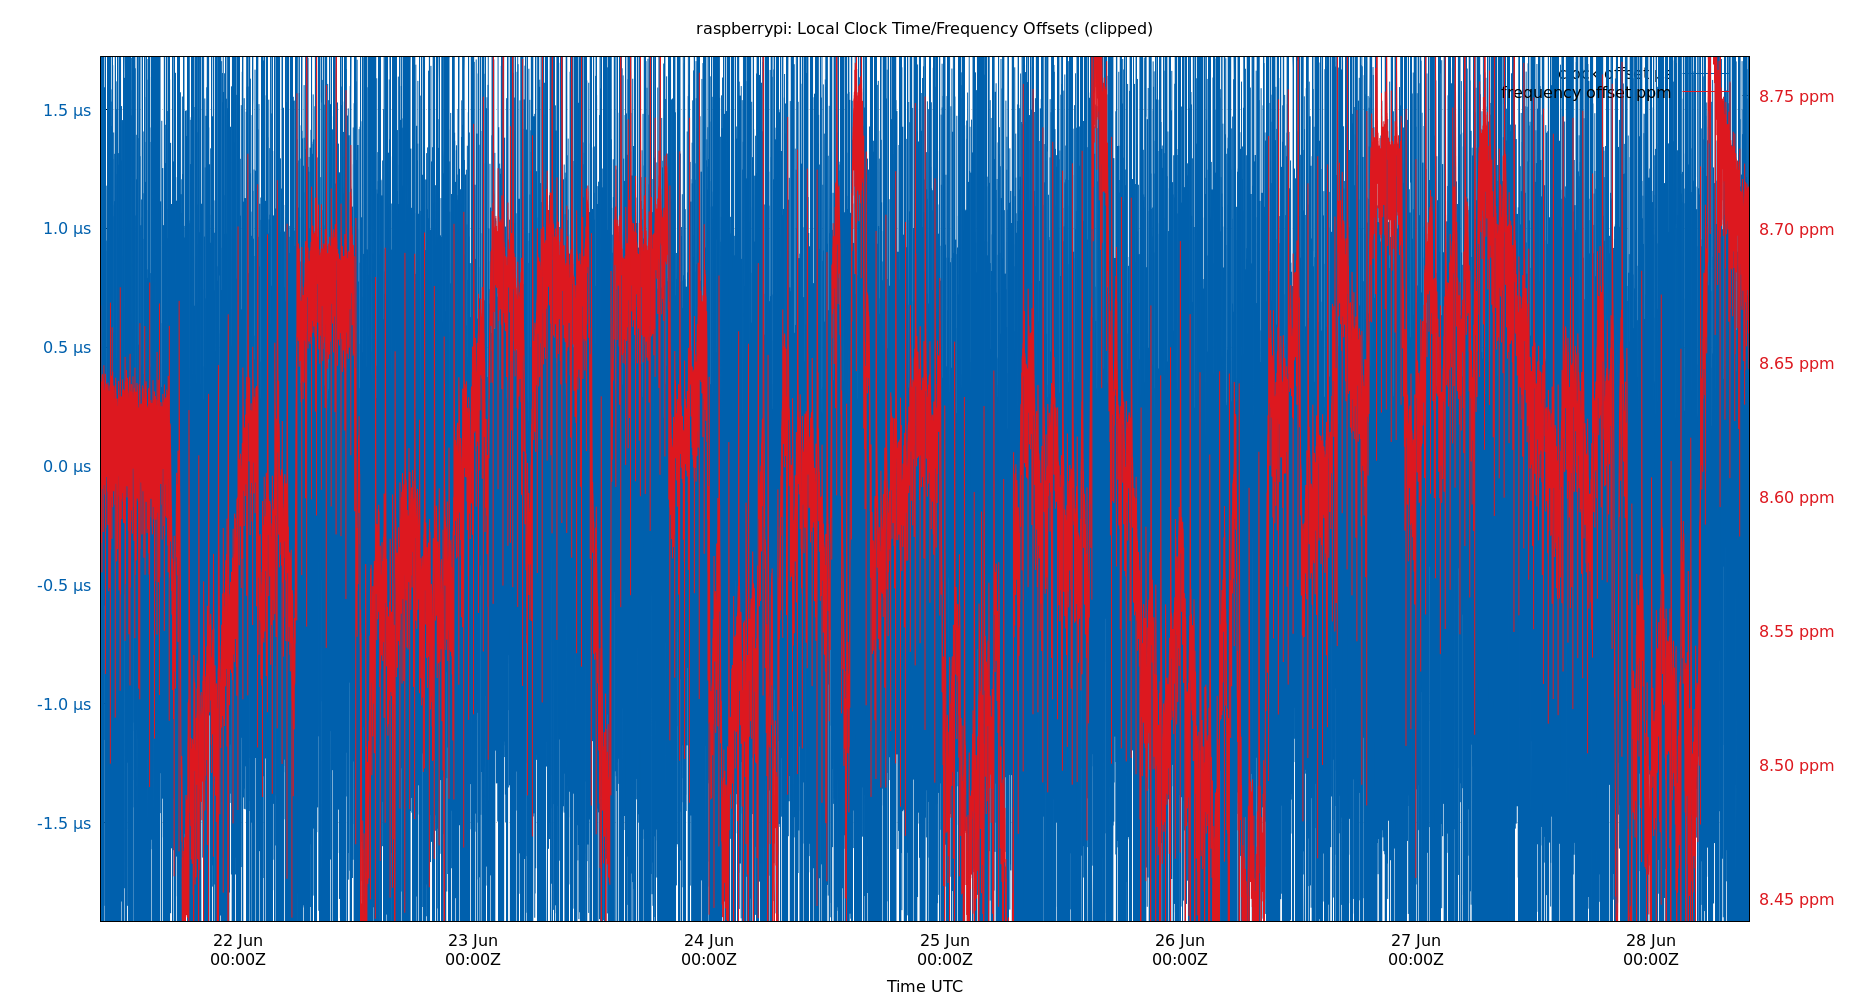 raspberrypi: Local Clock Time/Frequency Offsets (clipped)
clock offset µs
frequency offset ppm
1.5 µs
1.0 µs
0.5 µs
0.0 µs
-0.5 µs
-1.0 µs
-1.5 µs
8.75 ppm
8.70 ppm
8.65 ppm
8.60 ppm
8.55 ppm
8.50 ppm
8.45 ppm
22 Jun 23 Jun 24 Jun 25 Jun 26 Jun 27 Jun 28 Jun
00:00Z 00:00Z 00:00Z 00:00Z 00:00Z 00:00Z 00:00Z
Time UTC